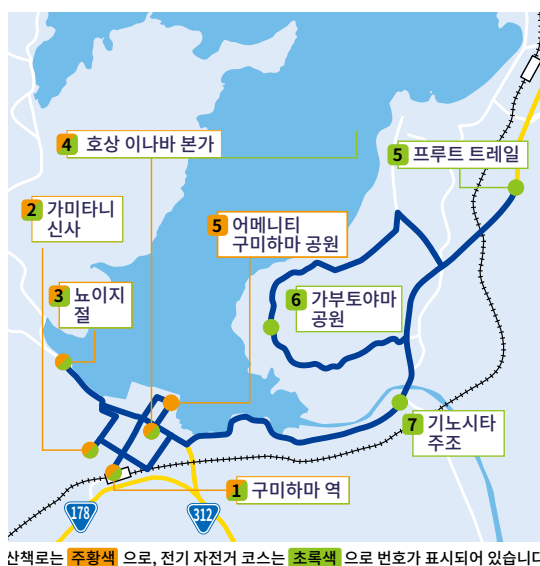 4 호상 이나바 본가
5 프루트 트레일
2 가미타니
신사
5 어메니티
구미하마 공원
3 뇨이지
절
6 가부토야마
공원
7 기노시타
주조
1 구미하마 역
178
312
산책로는 주황색 으로, 전기 자전거 코스는 초록색 으로 번호가 표시되어 있습니다